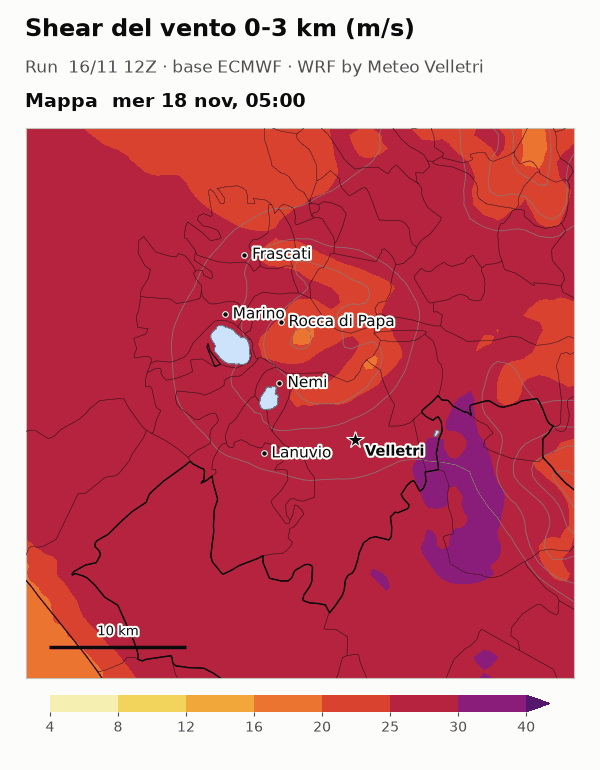 Shear del vento 0-3 km (m/s)
Run  16/11 12Z · base ECMWF · WRF by Meteo Velletri
Mappa  mer 18 nov, 05:00
Frascati
Marino
Rocca di Papa
Nemi
Velletri
Lanuvio
10 km
4 8 12 16 20 25 30 40